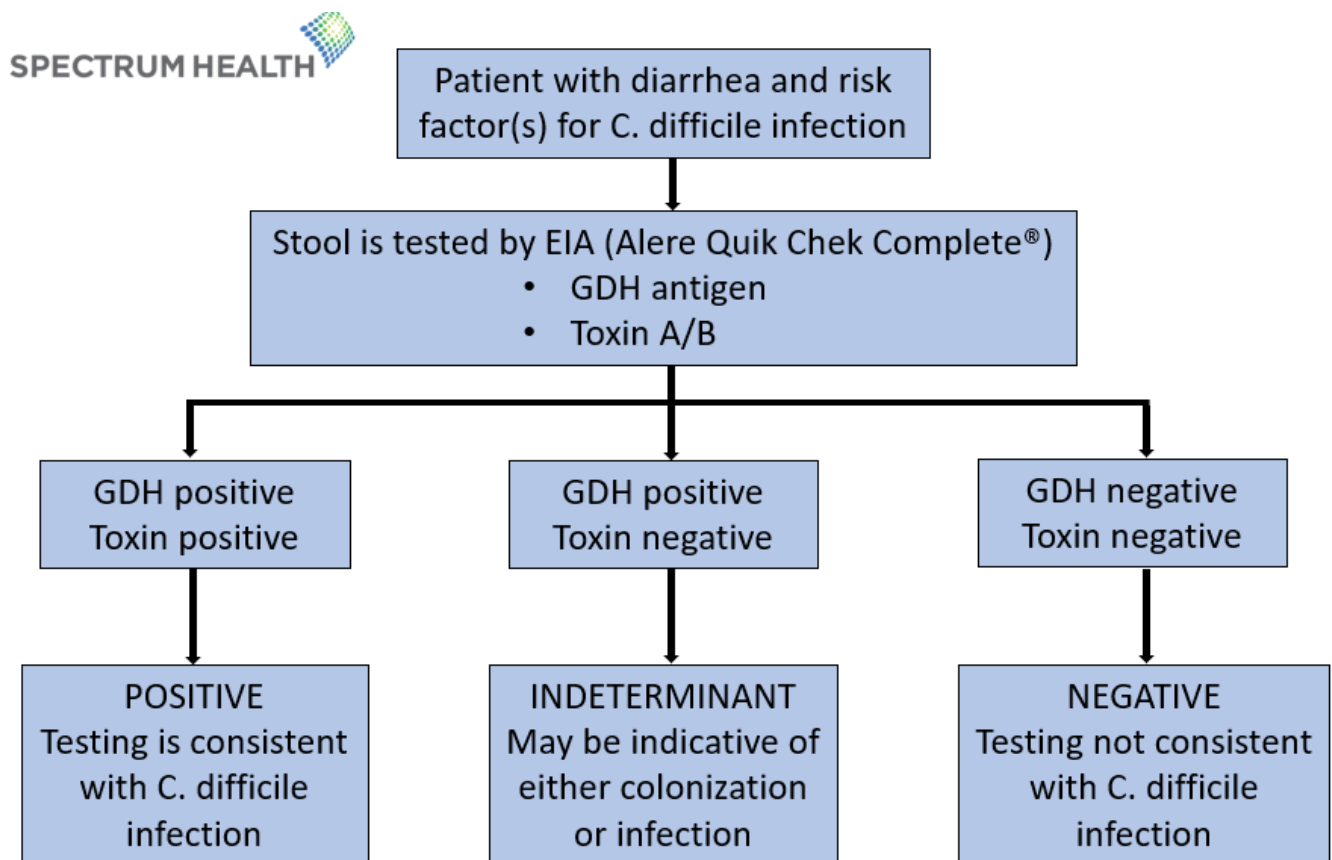 SPECTRUM HEALTH
Patient with diarrhea and risk
factor(s) for C. difficile infection
Stool is tested by EIA (Alere Quik Chek Complete®)
• GDH antigen
• Toxin A/B
GDH positive
Toxin positive
GDH positive
Toxin negative
GDH negative
Toxin negative
POSITIVE
Testing is consistent
with C. difficile
infection
INDETERMINANT
May be indicative of
either colonization
or infection
NEGATIVE
Testing not consistent
with C. difficile
infection